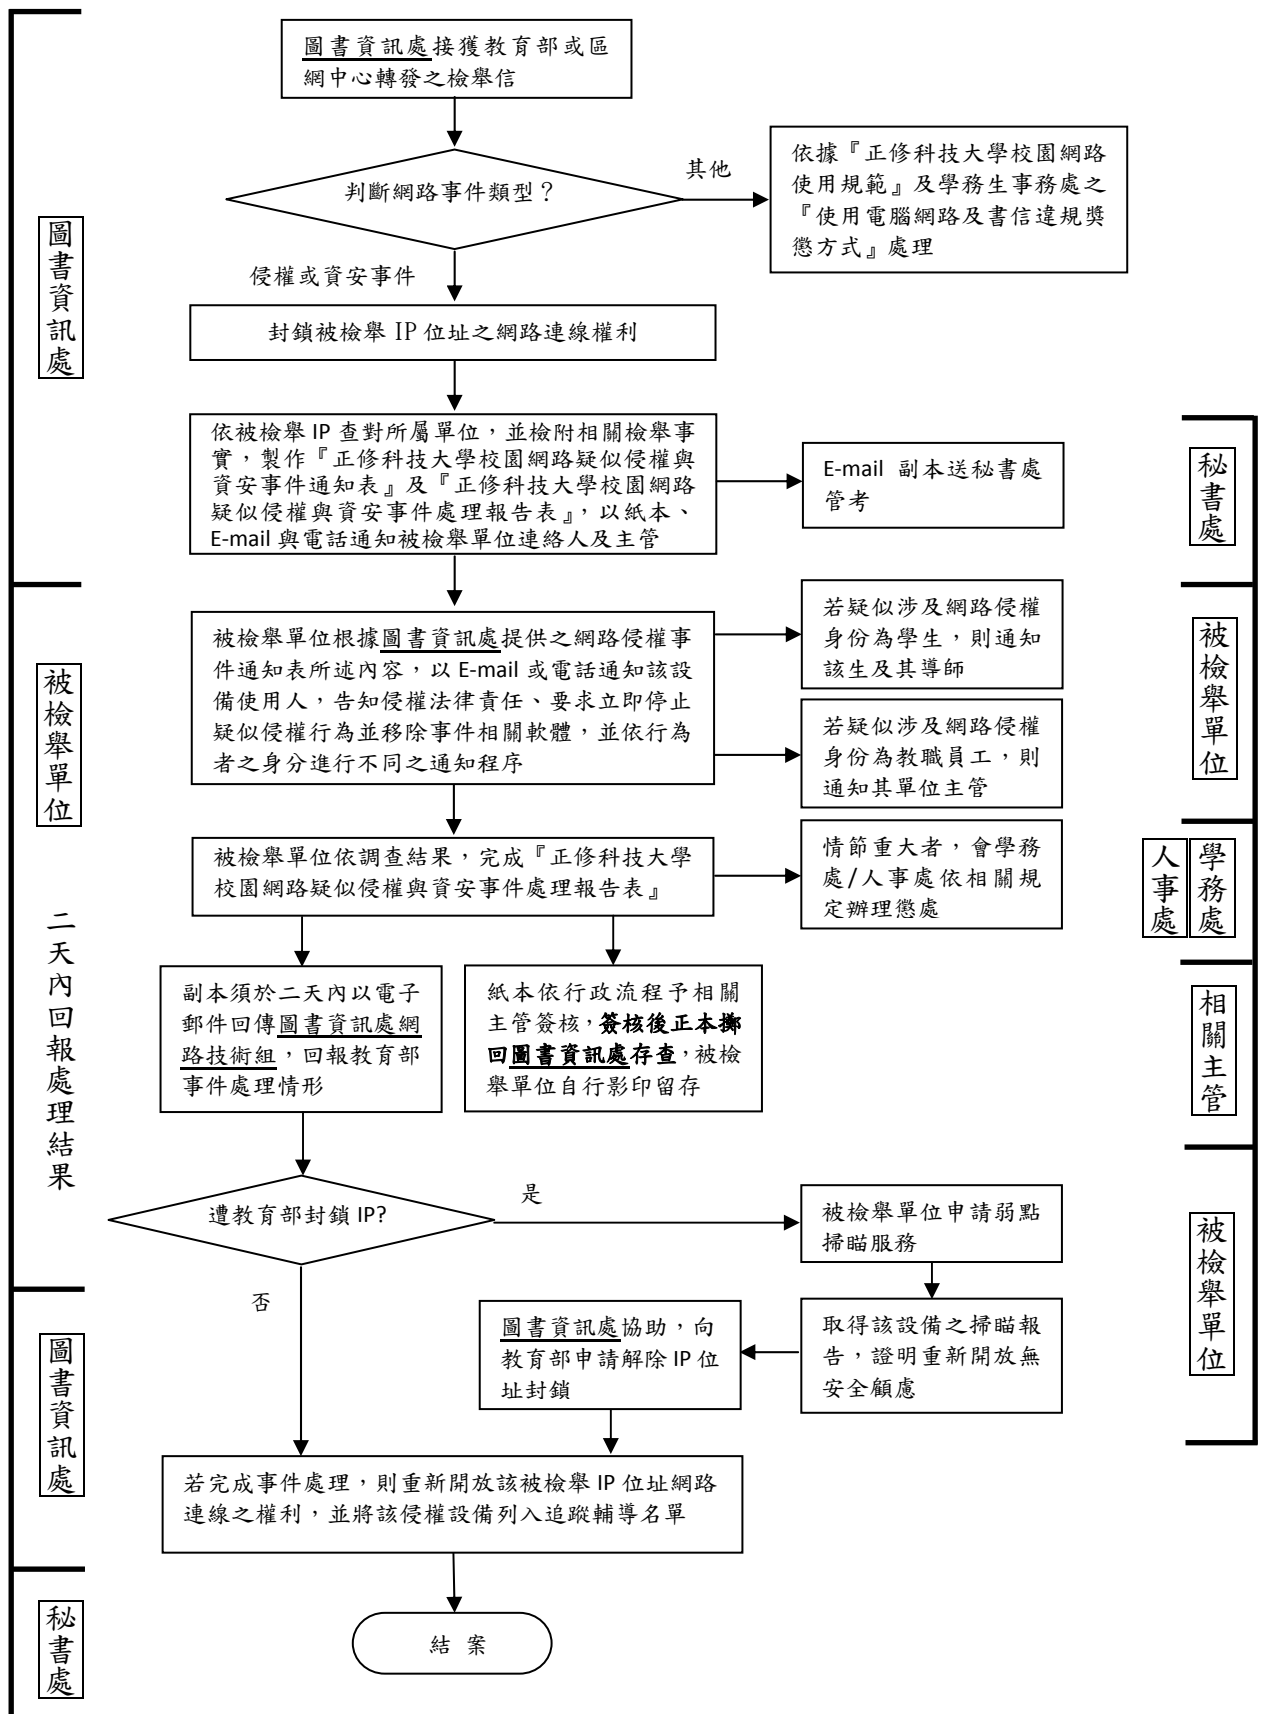 圖書資訊處接獲教育部或區
網中心轉發之檢舉信
判斷網路事件類型？
其他
依據『正修科技大學校園網路
使用規範』及學務生事務處之
『使用電腦網路及書信違規獎
懲方式』處理
圖書資訊處
侵權或資安事件
封鎖被檢舉 IP 位址之網路連線權利
依被檢舉 IP 查對所屬單位，並檢附相關檢舉事
實，製作『正修科技大學校園網路疑似侵權與
資安事件通知表』及『正修科技大學校園網路
疑似侵權與資安事件處理報告表』，以紙本、
E-mail 與電話通知被檢舉單位連絡人及主管
E-mail 副本送秘書處
管考
秘書處
被檢舉單位根據圖書資訊處提供之網路侵權事
件通知表所述內容，以 E-mail 或電話通知該設
備使用人，告知侵權法律責任、要求立即停止
疑似侵權行為並移除事件相關軟體，並依行為
者之身分進行不同之通知程序
若疑似涉及網路侵權
身份為學生，則通知
該生及其導師
若疑似涉及網路侵權
身份為教職員工，則
通知其單位主管
被檢舉單位
被檢舉單位
被檢舉單位依調查結果，完成『正修科技大學
校園網路疑似侵權與資安事件處理報告表』
情節重大者，會學務
處/人事處依相關規
定辦理懲處
人事處
學務處
二天內回報處理結果
副本須於二天內以電子
郵件回傳圖書資訊處網
路技術組，回報教育部
事件處理情形
紙本依行政流程予相關
主管簽核，簽核後正本擲
回圖書資訊處存查，被檢
舉單位自行影印留存
相關主管
遭教育部封鎖 IP?
是
被檢舉單位申請弱點
掃瞄服務
被檢舉單位
否
圖書資訊處協助，向
教育部申請解除 IP 位
址封鎖
取得該設備之掃瞄報
告，證明重新開放無
安全顧慮
圖書資訊處
若完成事件處理，則重新開放該被檢舉 IP 位址網路
連線之權利，並將該侵權設備列入追蹤輔導名單
秘書處
結 案